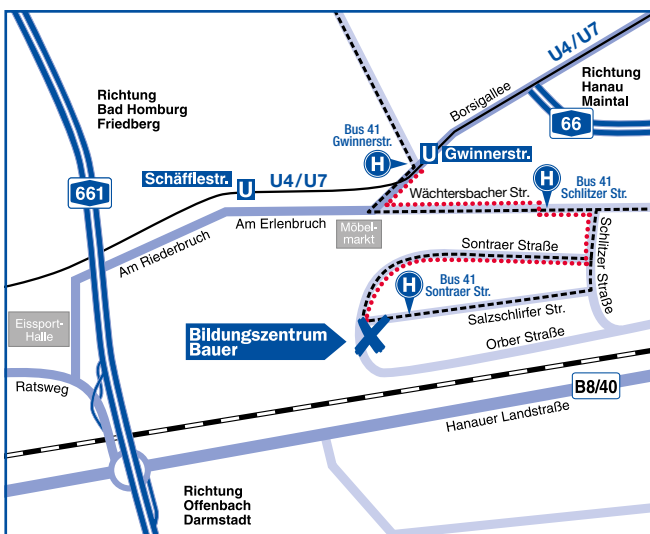 U4/U7
Richtung
Bad Homburg
Friedberg
Richtung
Hanau
Maintal
Borsigallee
66
Bus 41
Gwinnerstr.
H
U
Gwinnerstr.
661
Schäfflestr.
U
U4/U7
Wächtersbacher Str.
H
Bus 41
Schlitzer Str.
Am Erlenbruch
Möbel-
markt
Am Riederbruch
Sontraer Straße
Schlitzer Straße
H
Bus 41
Sontraer Str.
Salzschlirfer Str.
Eissport-
Halle
Bildungszentrum
Bauer
Orber Straße
Ratsweg
B8/40
Hanauer Landstraße
Richtung
Offenbach
Darmstadt